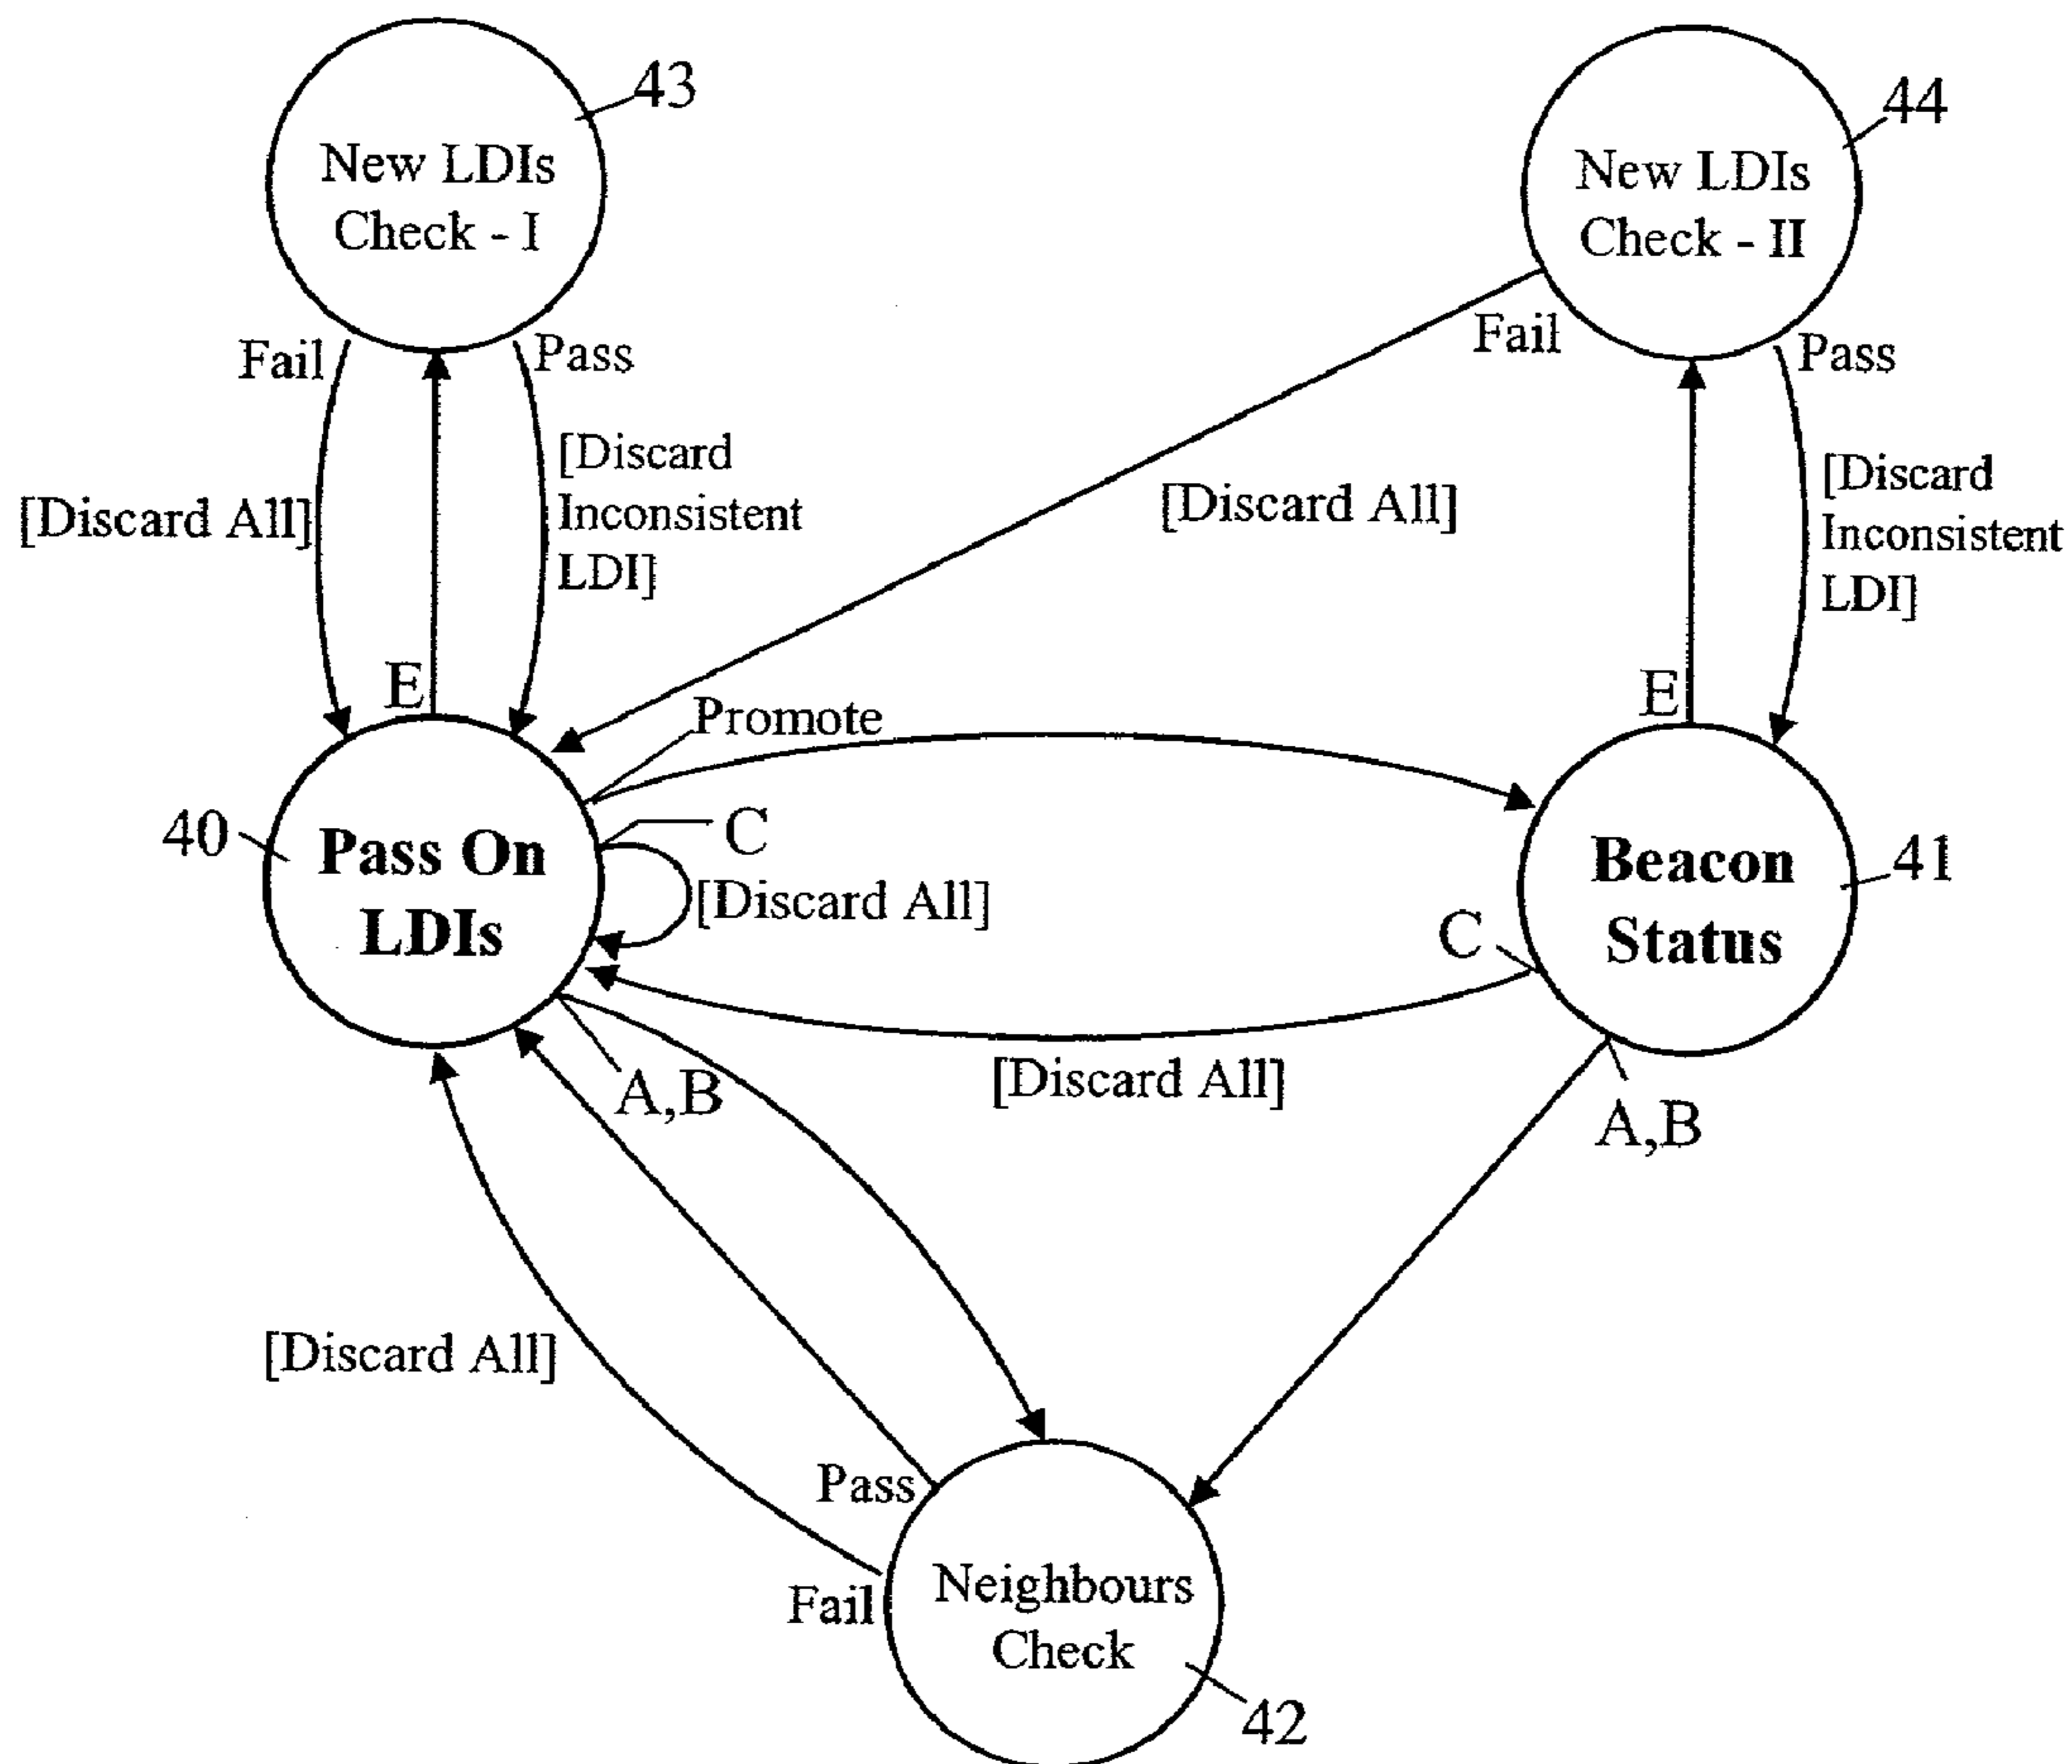 43
44
New LDIs
Check - I
New LDIs
Check - II
Fail
Pass
Fail
Pass
[Discard All]
[Discard
Inconsistent
LDI]
[Discard All]
[Discard
Inconsistent
LDI]
E
E
Promote
40
Pass On
LDIs
C
[Discard All]
Beacon
Status
41
C
[Discard All]
A,B
A,B
[Discard All]
Pass
Fail
Neighbours
Check
42